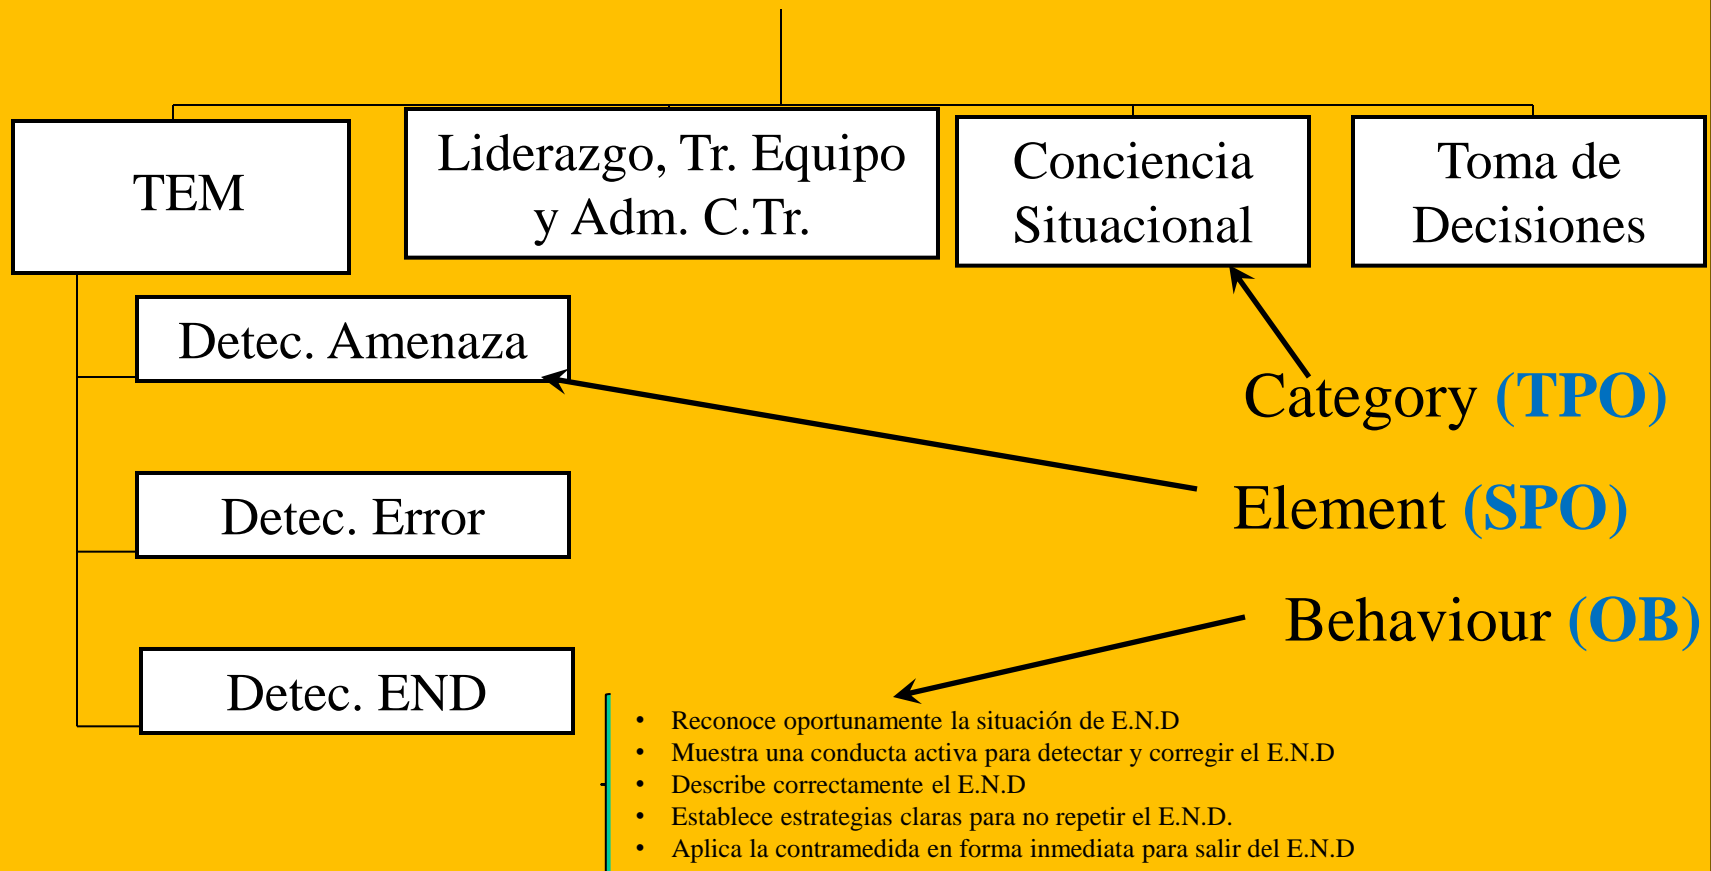 TEM
Liderazgo, Tr. Equipo
y Adm. C.Tr.
Conciencia
Situacional
Toma de
Decisiones
Detec. Amenaza
Category (TPO)
Element (SPO)
Detec. Error
Behaviour (OB)
Detec. END
• Reconoce oportunamente la situación de E.N.D
• Muestra una conducta activa para detectar y corregir el E.N.D
• Describe correctamente el E.N.D
• Establece estrategias claras para no repetir el E.N.D.
• Aplica la contramedida en forma inmediata para salir del E.N.D